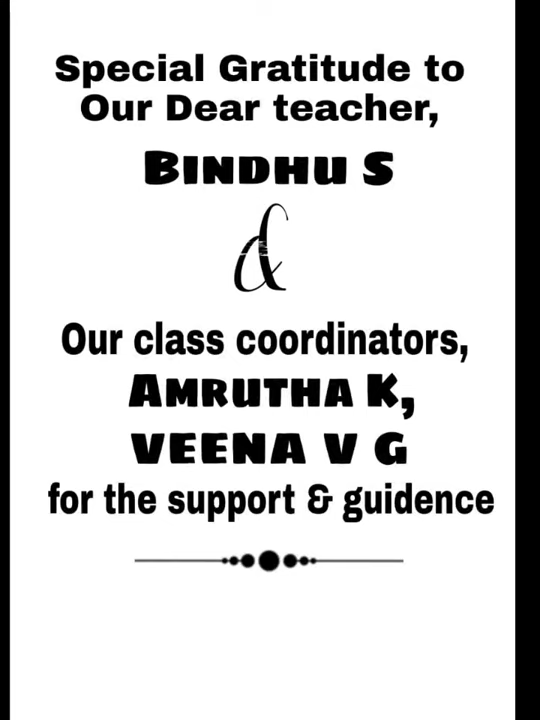 Special Gratitude to
Our Dear teacher,
BINDHU S
&
Our class coordinators,
AMRUTHA K,
VEENA V G
for the support & guidence